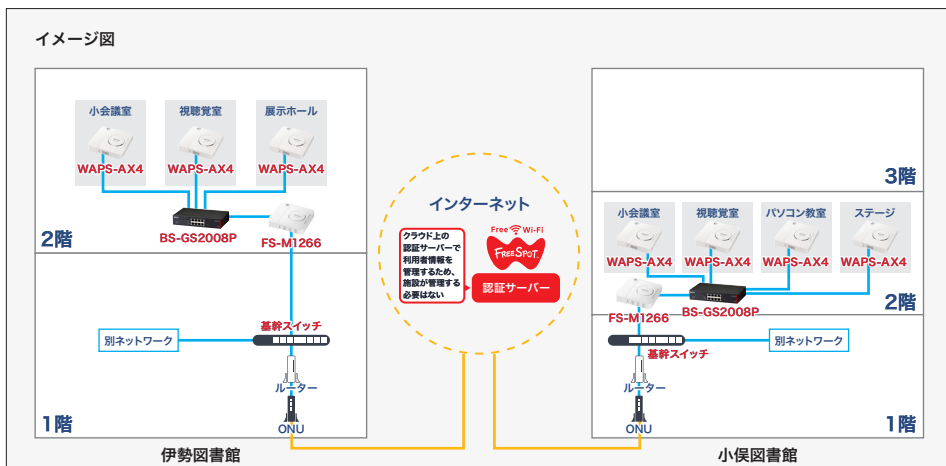 イメージ図
小会議室
視聴覚室
展示ホール
WAPS-AX4
WAPS-AX4
WAPS-AX4
BS-GS2008P
FS-M1266
2階
基幹スイッチ
別ネットワーク
ルーター
ONU
1階
伊勢図書館
インターネット
Free Wi-Fi
FREESPOT
クラウド上の
認証サーバーで
利用者情報を
管理するため、
施設が管理する
必要はない
認証サーバー
3階
小会議室
視聴覚室
パソコン教室
ステージ
WAPS-AX4
WAPS-AX4
WAPS-AX4
WAPS-AX4
FS-M1266
BS-GS2008P
2階
基幹スイッチ
別ネットワーク
ルーター
ONU
1階
小俣図書館